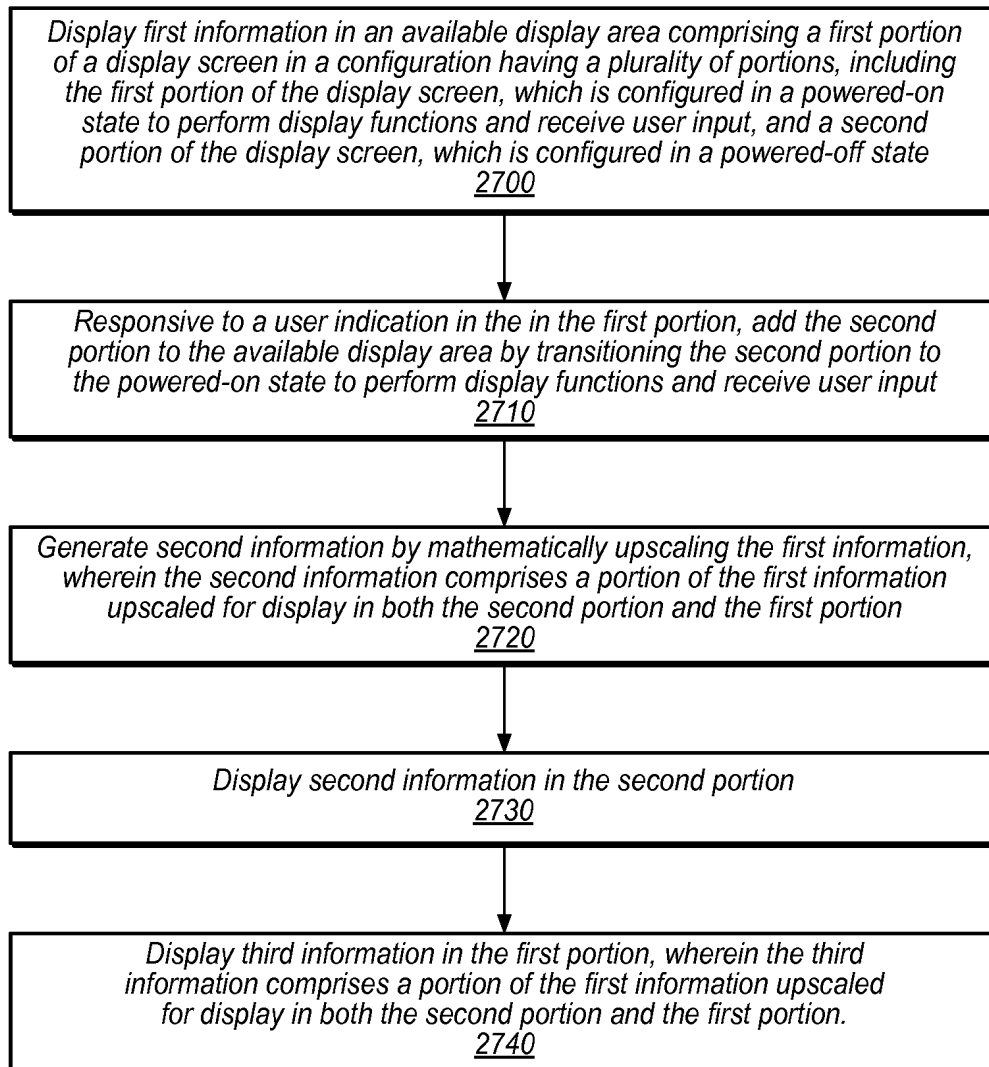 Display first information in an available display area comprising a first portion
of a display screen in a configuration having a plurality of portions, including
the first portion of the display screen, which is configured in a powered-on
state to perform display functions and receive user input, and a second
portion of the display screen, which is configured in a powered-off state
2700
Responsive to a user indication in the in the first portion, add the second
portion to the available display area by transitioning the second portion to
the powered-on state to perform display functions and receive user input
2710
Generate second information by mathematically upscaling the first information,
wherein the second information comprises a portion of the first information
upscaled for display in both the second portion and the first portion
2720
Display second information in the second portion
2730
Display third information in the first portion, wherein the third
information comprises a portion of the first information upscaled
for display in both the second portion and the first portion.
2740